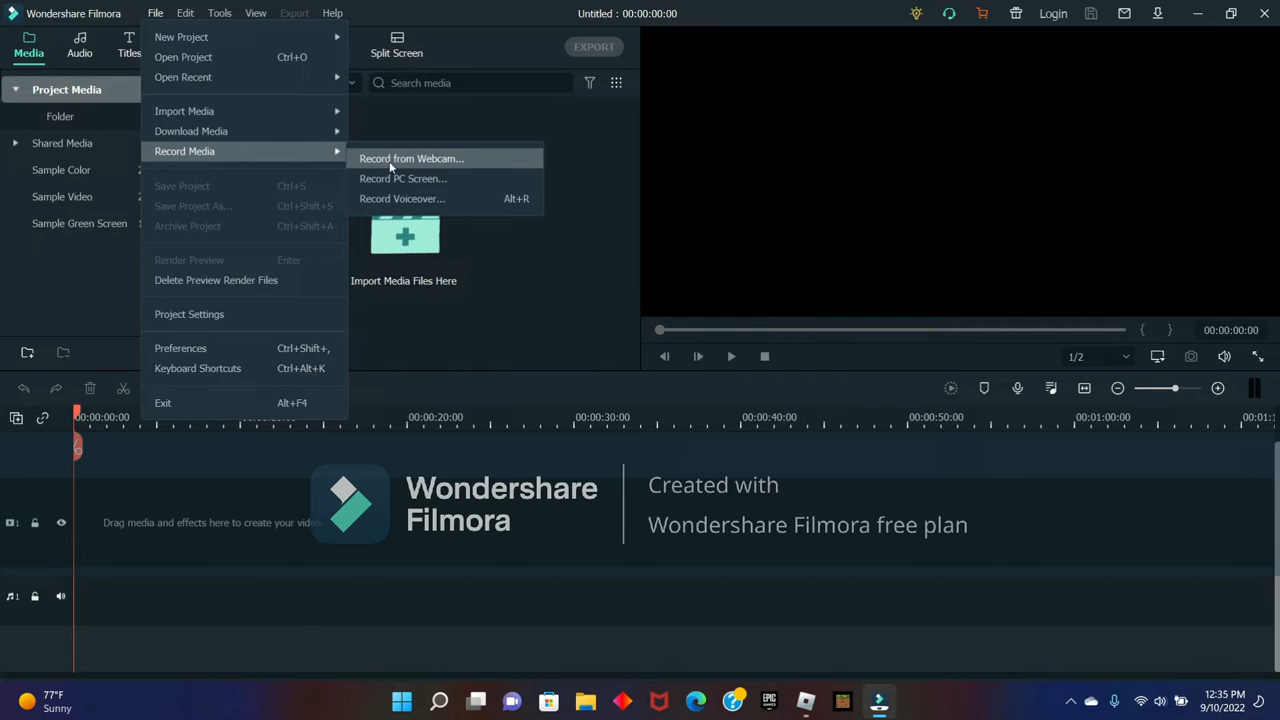 Wondershare Filmora File Edit Tools View Export Help Untitled : 00:00:00:00 Login
Media Audio Titles Split Screen EXPORT
New Project
Open Project Ctrl+O
Open Recent
Import Media
Download Media
Record Media
Save Project Ctrl+S
Save Project As... Ctrl+Shift+S
Archive Project Ctrl+Shift+A
Render Preview Enter
Delete Preview Render Files
Project Settings
Preferences Ctrl+Shift+,
Keyboard Shortcuts Ctrl+Alt+K
Exit Alt+F4
Record from Webcam...
Record PC Screen...
Record Voiceover... Alt+R
Project Media
Folder
Shared Media
Sample Color
Sample Video
Sample Green Screen
Search media
Import Media Files Here
00:00:00:00
1/2
00:00:00:00 00:00:20:00 00:00:30:00 00:00:40:00 00:00:50:00 00:01:00:00 00:01:1
1 Drag media and effects here to create your video.
1
Wondershare
Filmora
Created with
Wondershare Filmora free plan
77°F
Sunny
EPIC
GAMES
12:35 PM
9/10/2022